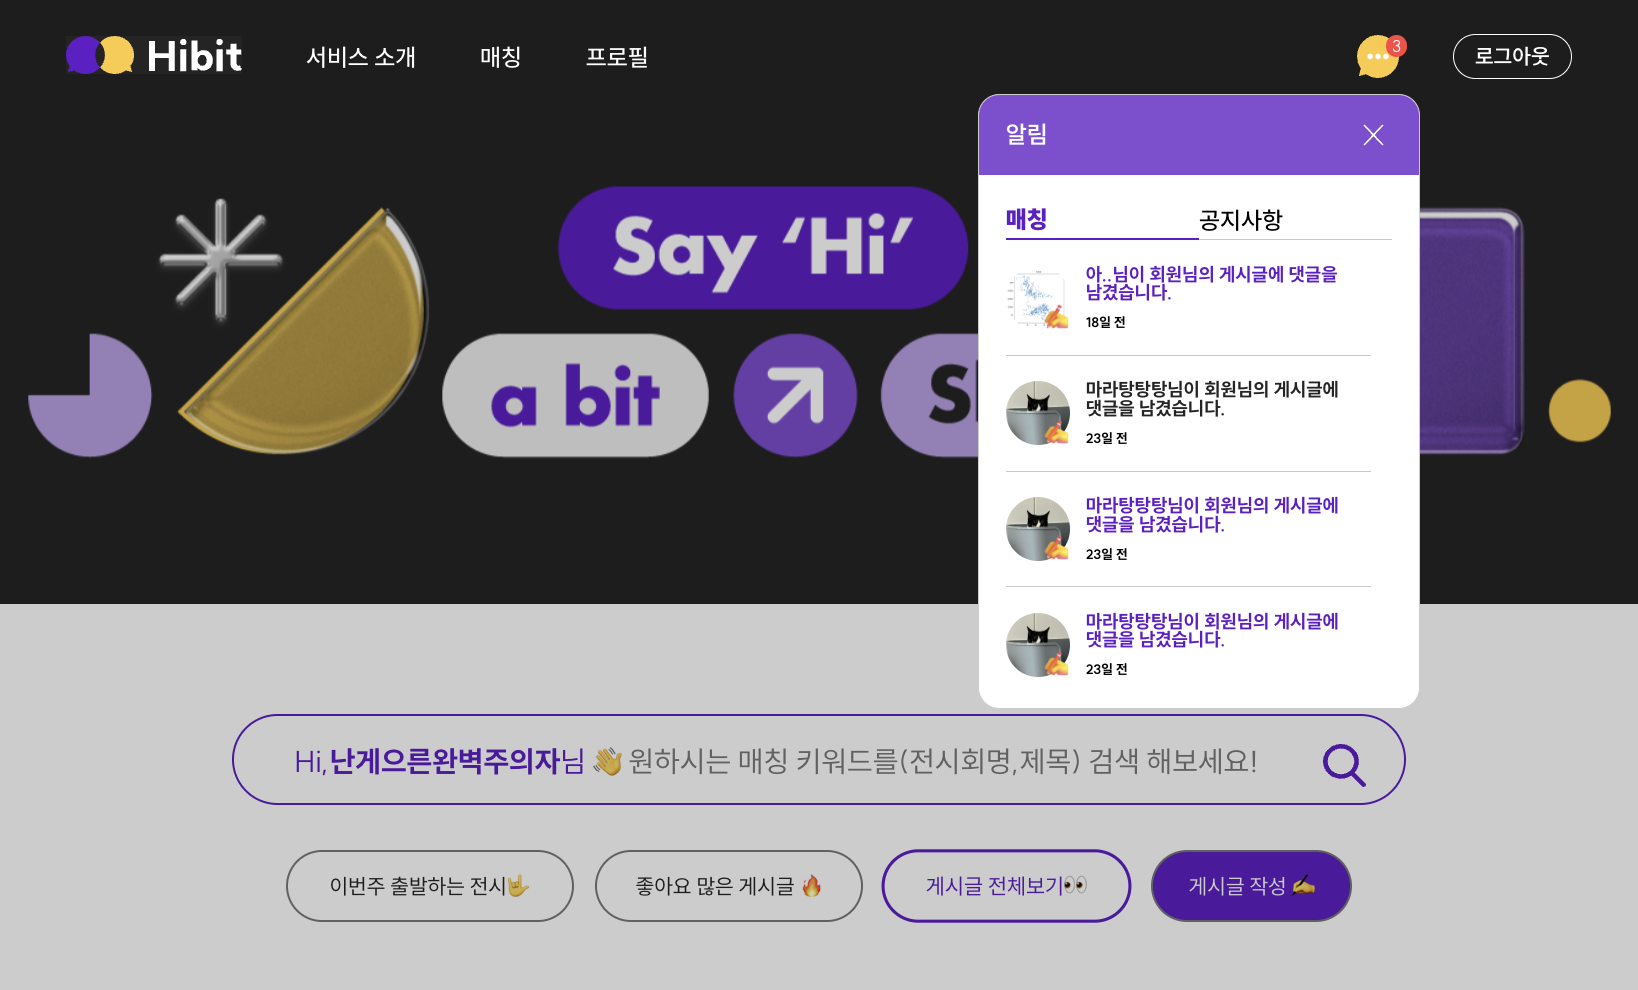 Hibit
서비스 소개
매칭
프로필
3
로그아웃
알림
매칭
공지사항
아..님이 회원님의 게시글에 댓글을
남겼습니다.
18일 전
마라탕탕탕님이 회원님의 게시글에
댓글을 남겼습니다.
23일 전
마라탕탕탕님이 회원님의 게시글에
댓글을 남겼습니다.
23일 전
마라탕탕탕님이 회원님의 게시글에
댓글을 남겼습니다.
23일 전
Say ‘Hi’
a bit
Hi,난게으른완벽주의자님 👋 원하시는 매칭 키워드를(전시회명,제목) 검색 해보세요!
이번주 출발하는 전시🤟
좋아요 많은 게시글 🔥
게시글 전체보기👀
게시글 작성 ✍